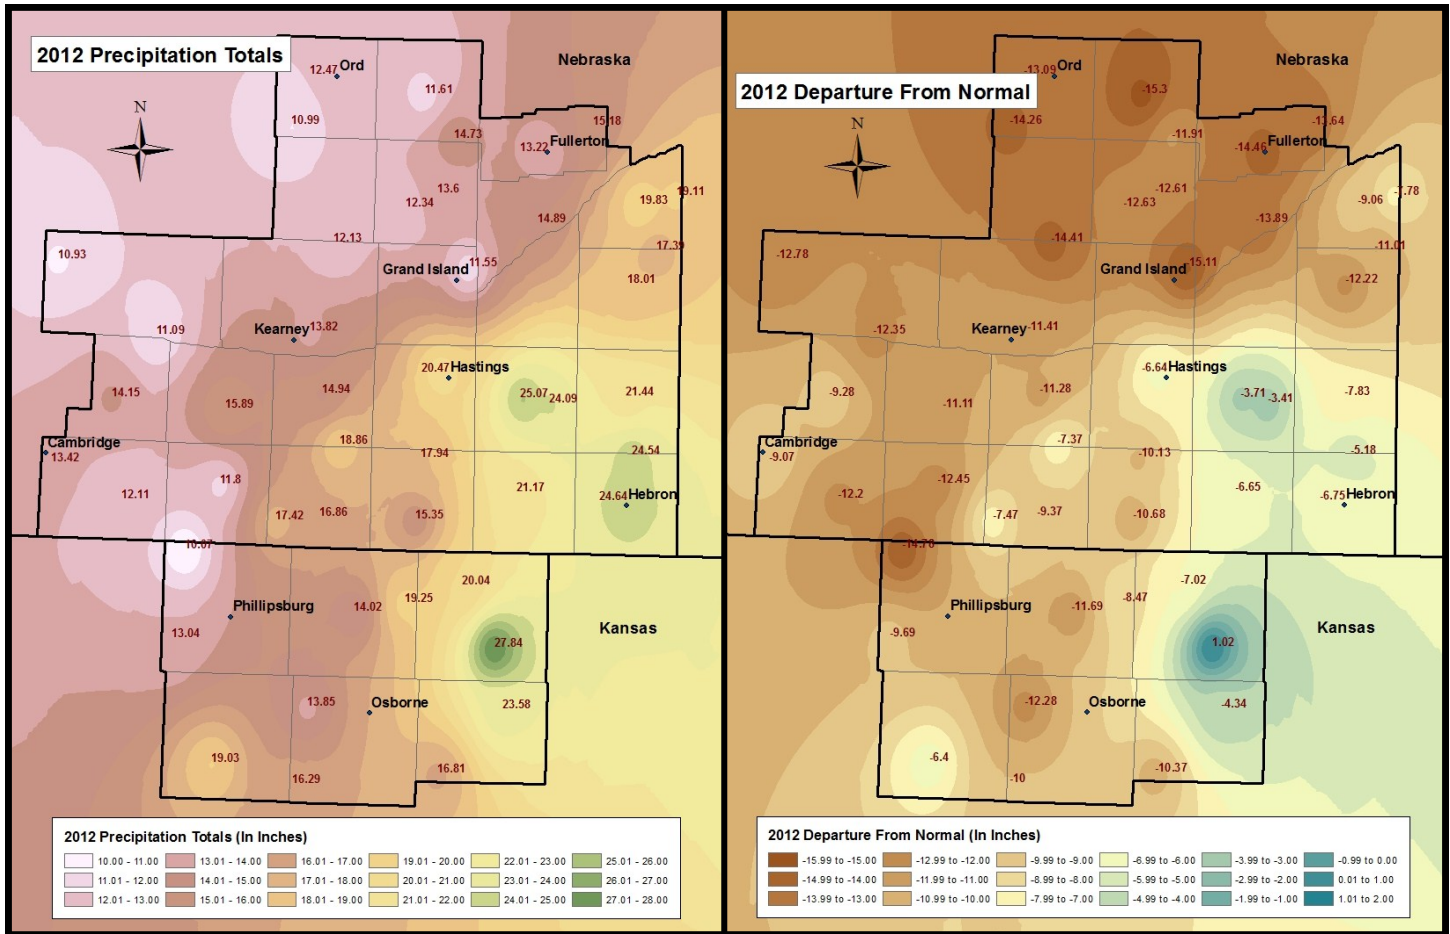 2012 Precipitation Totals
Nebraska
N
12.47 Ord
11.61
10.99
14.73
15.18
13.22 Fullerton
13.6
12.34
19.83
19.11
14.89
12.13
17.39
10.93
11.55
Grand Island
18.01
11.09
Kearney 13.82
20.47 Hastings
14.15
15.89
14.94
25.07
24.09
21.44
Cambridge
13.42
18.86
17.94
24.54
12.11
11.8
21.17
24.64 Hebron
17.42
16.86
15.35
10.07
20.04
Phillipsburg
14.02
19.25
13.04
27.84
Kansas
13.85
Osborne
23.58
19.03
16.29
16.81
2012 Precipitation Totals (In Inches)
10.00 - 11.00 13.01 - 14.00 16.01 - 17.00 19.01 - 20.00 22.01 - 23.00 25.01 - 26.00
11.01 - 12.00 14.01 - 15.00 17.01 - 18.00 20.01 - 21.00 23.01 - 24.00 26.01 - 27.00
12.01 - 13.00 15.01 - 16.00 18.01 - 19.00 21.01 - 22.00 24.01 - 25.00 27.01 - 28.00
2012 Departure From Normal
Nebraska
N
-13.09
Ord
-15.3
-14.26
-11.91
-13.64
-14.46 Fullerton
-12.61
-12.63
-9.06
-7.78
-13.89
-14.41
-11.01
-12.78
-15.11
Grand Island
-12.22
-12.35
Kearney -11.41
-6.64 Hastings
-9.28
-11.11
-11.28
-3.71
-3.41
-7.83
Cambridge
-9.07
-7.37
-10.13
-5.18
-12.2
-12.45
-6.65
-6.75 Hebron
-7.47
-9.37
-10.68
-14.78
-7.02
Phillipsburg
-11.69
-8.47
-9.69
1.02
Kansas
-12.28
Osborne
-4.34
-6.4
-10
-10.37
2012 Departure From Normal (In Inches)
-15.99 to -15.00 -12.99 to -12.00 -9.99 to -9.00 -6.99 to -6.00 -3.99 to -3.00 -0.99 to 0.00
-14.99 to -14.00 -11.99 to -11.00 -8.99 to -8.00 -5.99 to -5.00 -2.99 to -2.00 0.01 to 1.00
-13.99 to -13.00 -10.99 to -10.00 -7.99 to -7.00 -4.99 to -4.00 -1.99 to -1.00 1.01 to 2.00